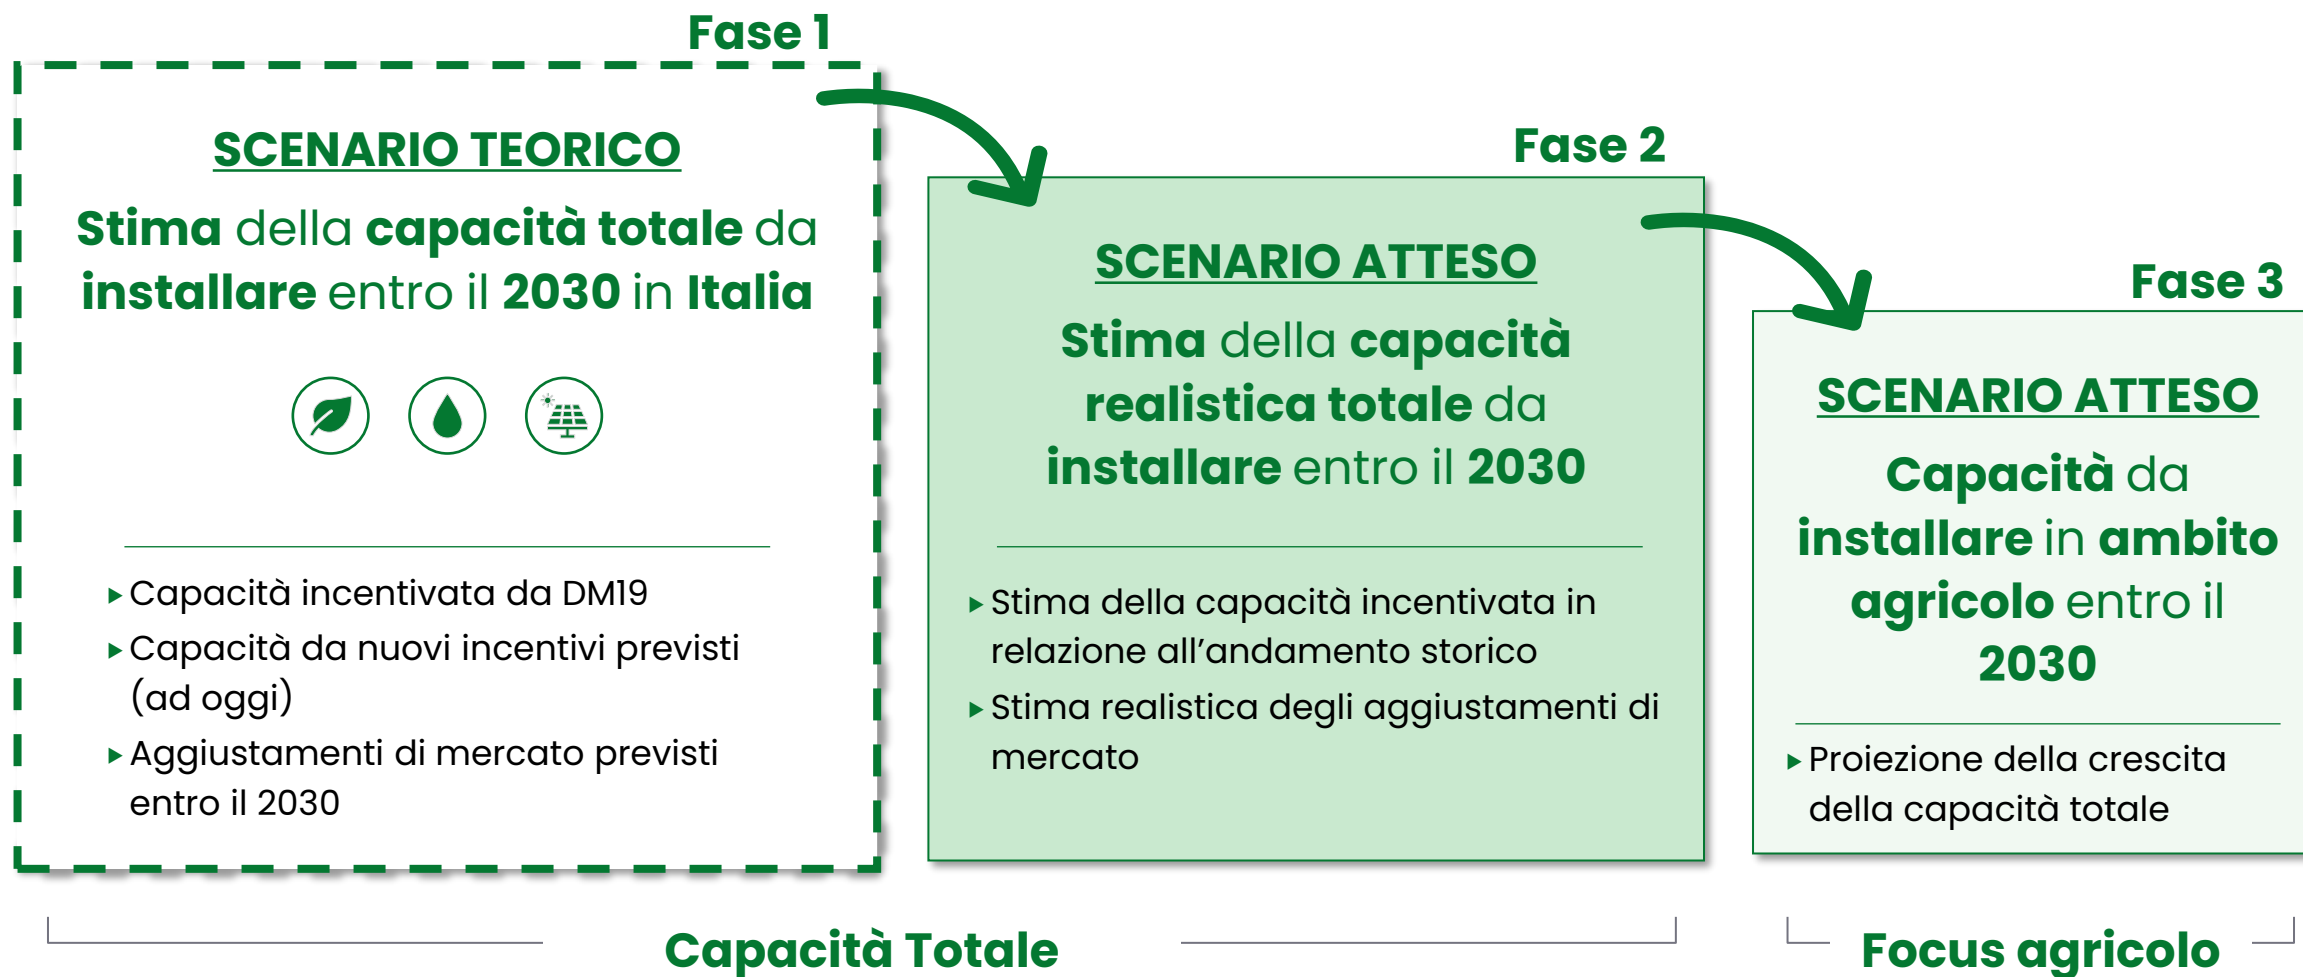 Fase 1
SCENARIO TEORICO
Stima della capacità totale da
installare entro il 2030 in Italia
▸Capacità incentivata da DM19
▸Capacità da nuovi incentivi previsti
(ad oggi)
▸Aggiustamenti di mercato previsti
entro il 2030
Fase 2
SCENARIO ATTESO
Stima della capacità
realistica totale da
installare entro il 2030
▸Stima della capacità incentivata in
relazione all’andamento storico
▸Stima realistica degli aggiustamenti di
mercato
Fase 3
SCENARIO ATTESO
Capacità da
installare in ambito
agricolo entro il
2030
▸Proiezione della crescita
della capacità totale
Capacità Totale
Focus agricolo